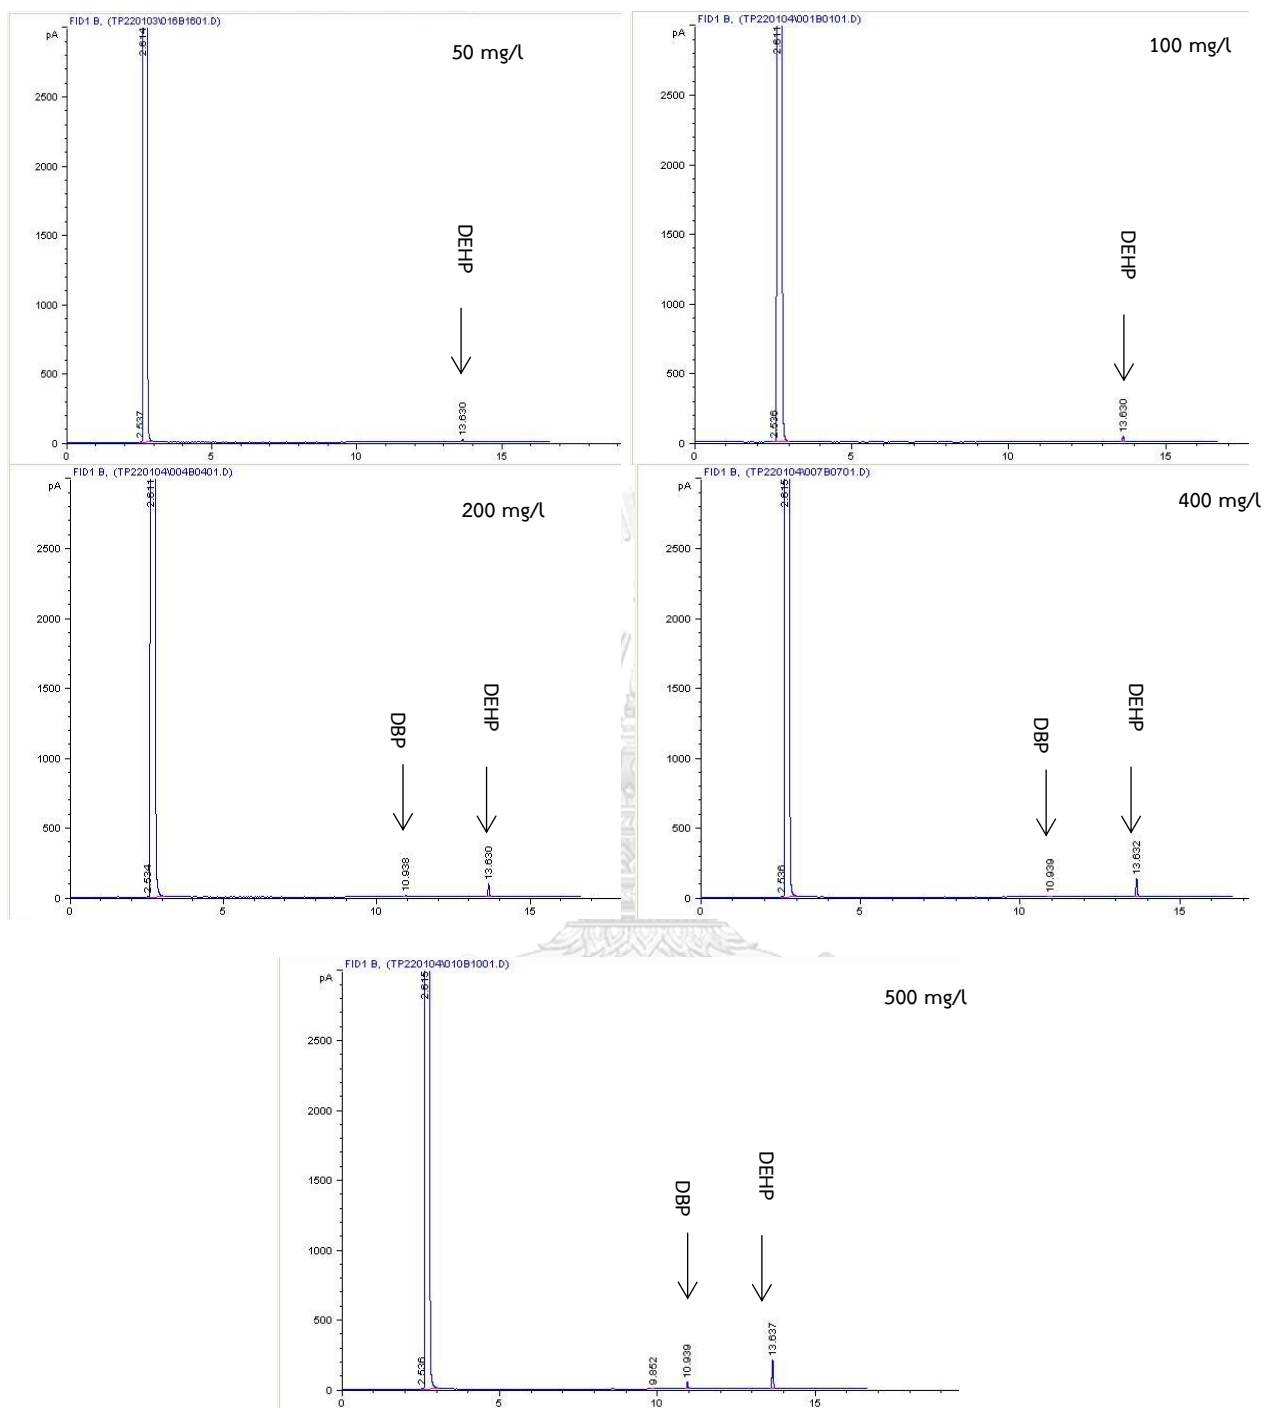 FID1 B, (TP220103\016B1601.D)
pA
2.614
50 mg/l
2500
2000
1500
DEHP
1000
500
2.537
13.630
0
0 5 10 15
FID1 B, (TP220104\001B0101.D)
pA
2.611
100 mg/l
2500
2000
1500
DEHP
1000
500
2.536
13.630
0
0 5 10 15
FID1 B, (TP220104\004B0401.D)
pA
2.611
200 mg/l
2500
2000
1500
DBP
DEHP
1000
500
2.534
10.938
13.630
0
0 5 10 15
FID1 B, (TP220104\007B0701.D)
pA
2.615
400 mg/l
2500
2000
1500
DBP
DEHP
1000
500
2.536
10.939
13.632
0
0 5 10 15
FID1 B, (TP220104\010B1001.D)
pA
2.615
500 mg/l
2500
2000
1500
DBP
DEHP
1000
500
2.536
9.852
10.939
13.637
0
0 5 10 15